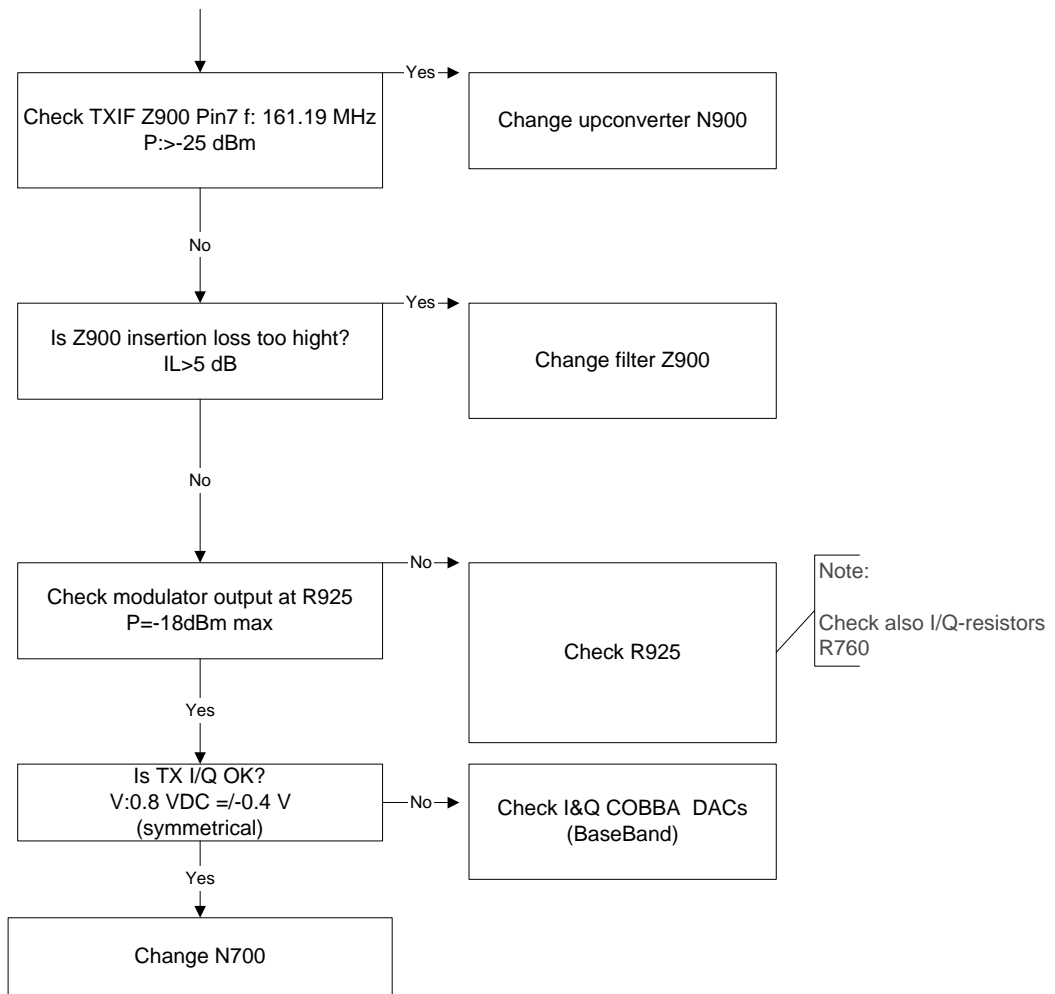 Check TXIF Z900 Pin7 f: 161.19 MHz
P:>-25 dBm
Yes
Change upconverter N900
No
Is Z900 insertion loss too hight?
IL>5 dB
Yes
Change filter Z900
No
Check modulator output at R925
P=-18dBm max
No
Check R925
Note:
Check also I/Q-resistors
R760
Yes
Is TX I/Q OK?
V:0.8 VDC =/-0.4 V
(symmetrical)
No
Check I&Q COBBA  DACs
(BaseBand)
Yes
Change N700